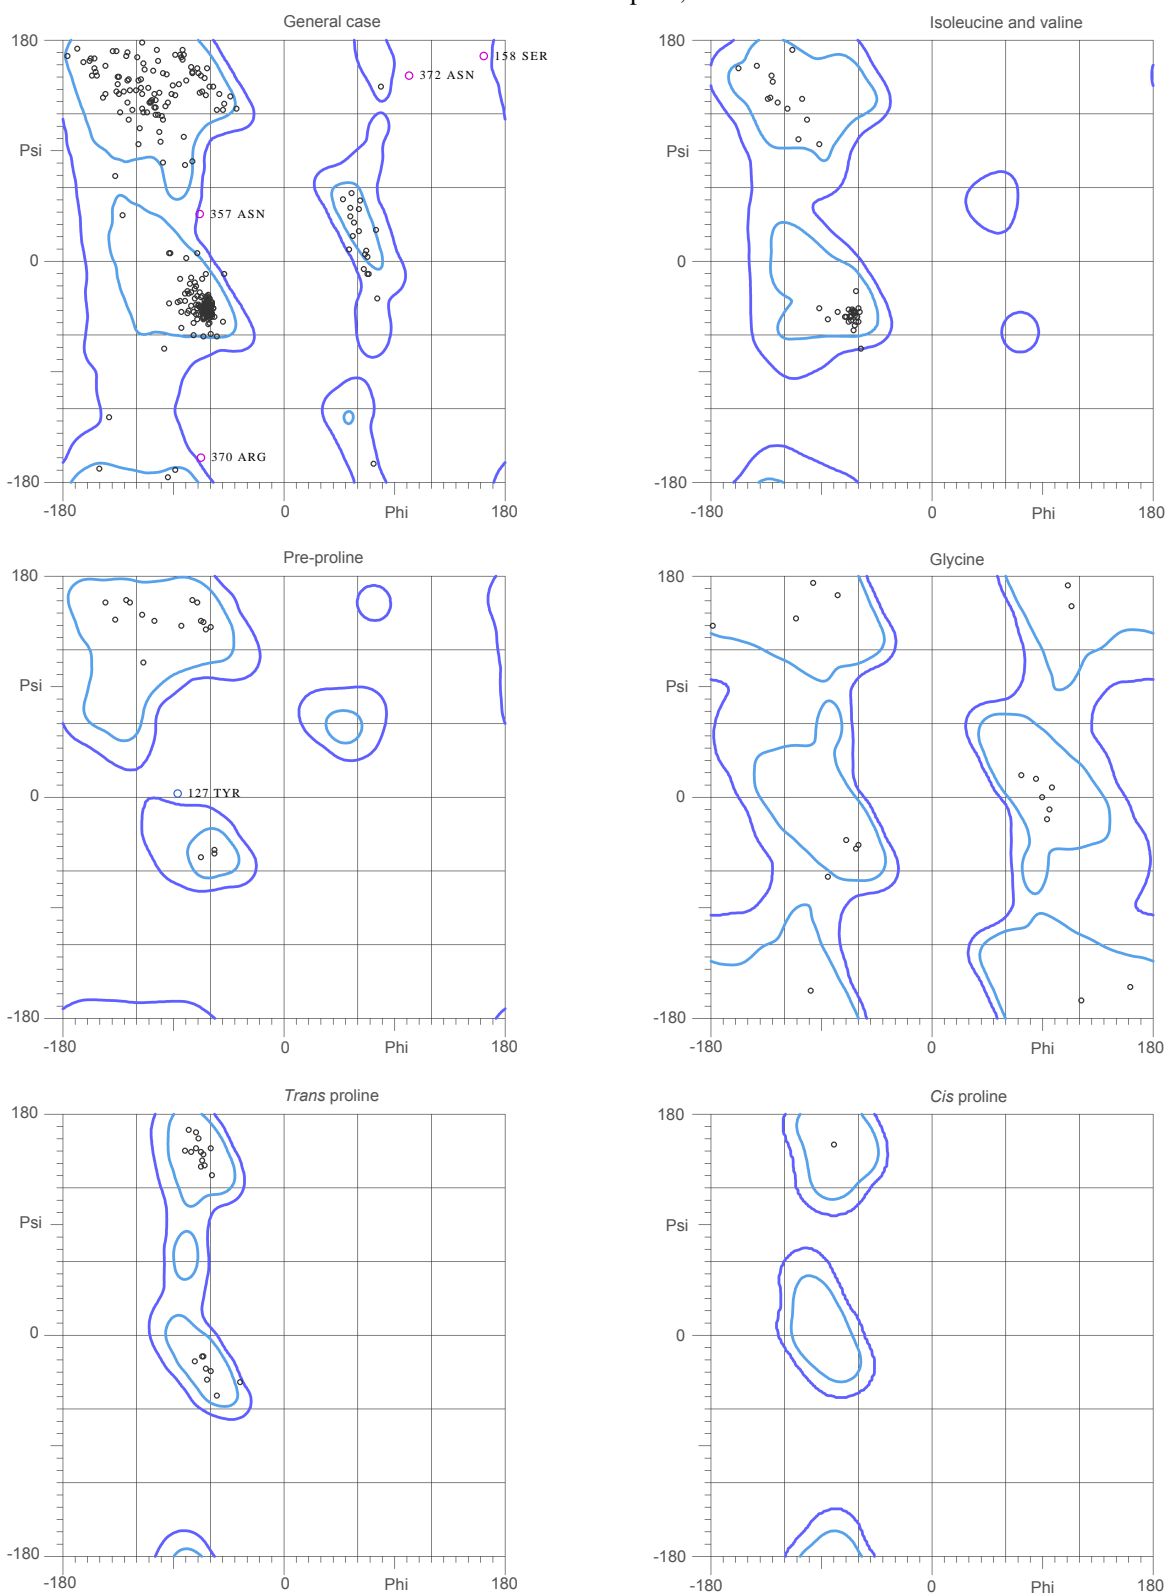 General case
Isoleucine and valine
180
158 SER
372 ASN
180
Psi
357 ASN
Psi
0
0
370 ARG
-180
-180
-180
0
Phi
180
-180
0
Phi
180
Pre-proline
Glycine
180
180
Psi
Psi
127 TYR
0
0
-180
-180
-180
0
Phi
180
-180
0
Phi
180
Trans proline
Cis proline
180
180
Psi
Psi
0
0
-180
-180
-180
0
Phi
180
-180
0
Phi
180